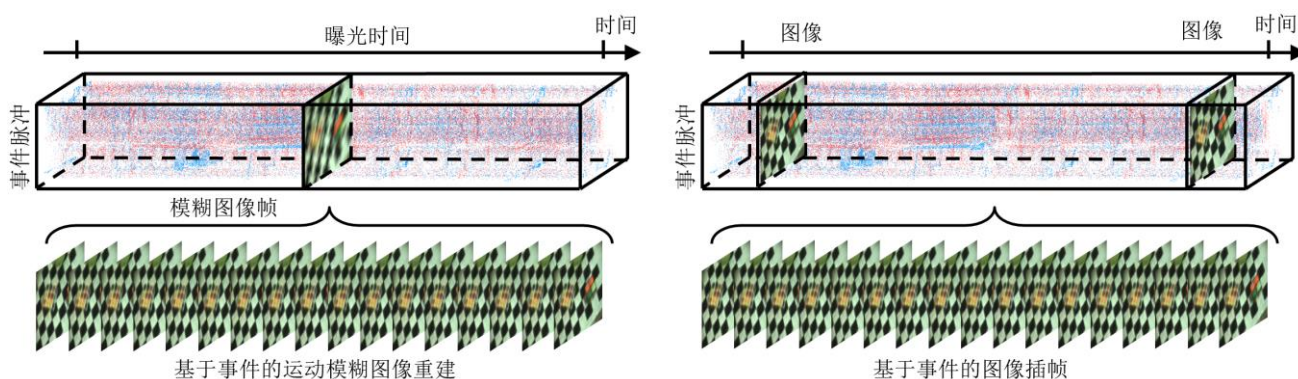 曝光时间
时间
事件脉冲
模糊图像帧
基于事件的运动模糊图像重建
图像
图像
时间
事件脉冲
基于事件的图像插帧